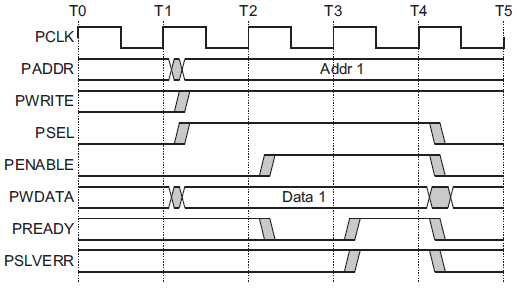 T0 T1 T2 T3 T4 T5
PCLK
PADDR Addr 1
PWRITE
PSEL
PENABLE
PWDATA Data 1
PREADY
PSLVERR